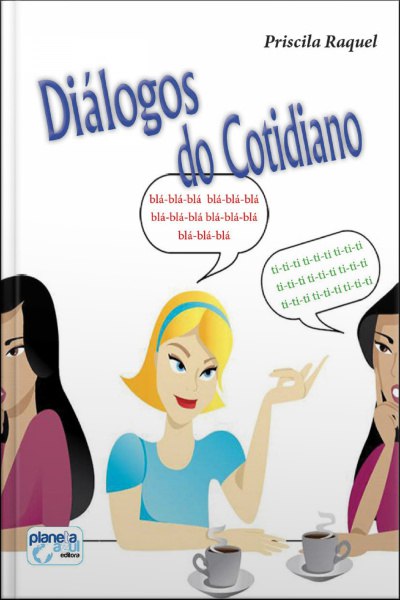 Priscila Raquel
Diálogos
do Cotidiano
blá-blá-blá blá-blá-blá
blá-blá-blá blá-blá-blá
blá-blá-blá
ti-ti-ti ti-ti-ti ti-ti-ti
ti-ti-ti ti-ti-ti ti-ti-ti
ti-ti-ti ti-ti-ti ti-ti-ti
planeta
azul
editora